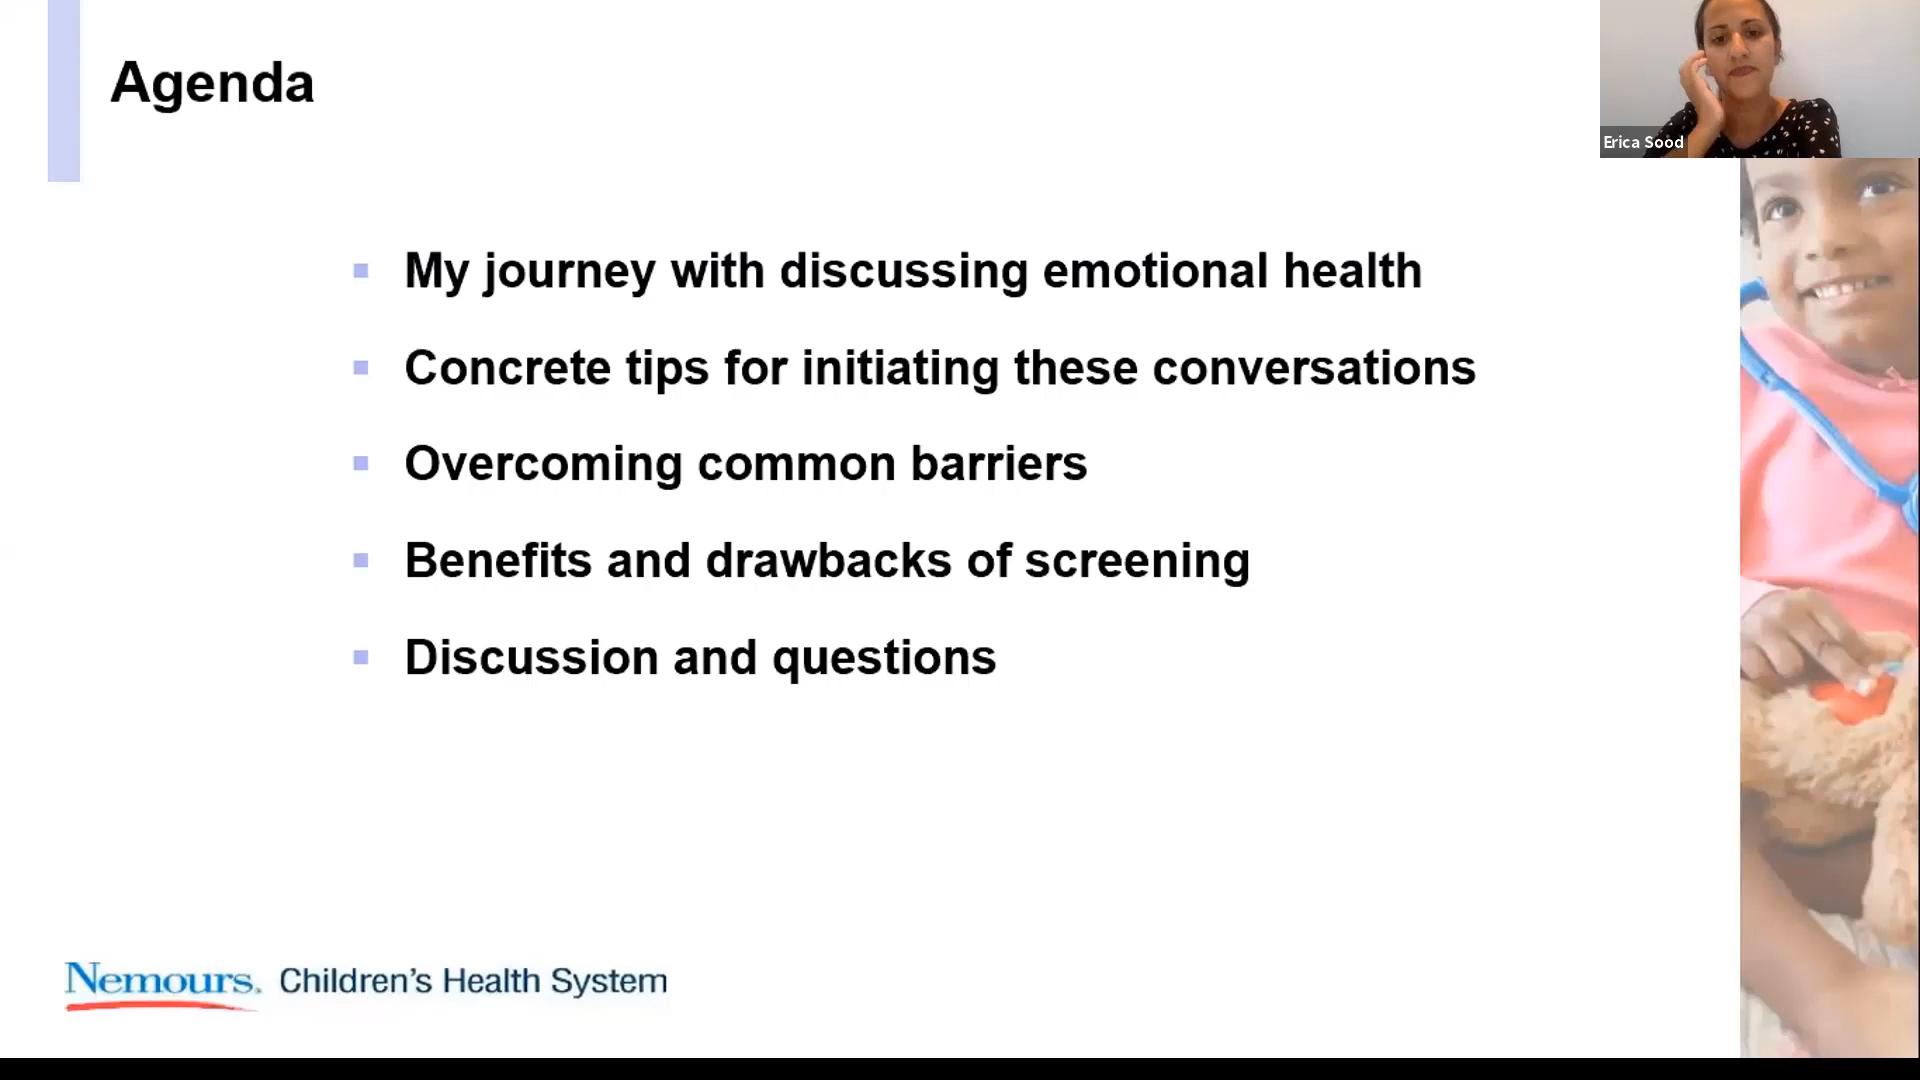 Agenda
Erica Sood
My journey with discussing emotional health
Concrete tips for initiating these conversations
Overcoming common barriers
Benefits and drawbacks of screening
Discussion and questions
Nemours. Children's Health System